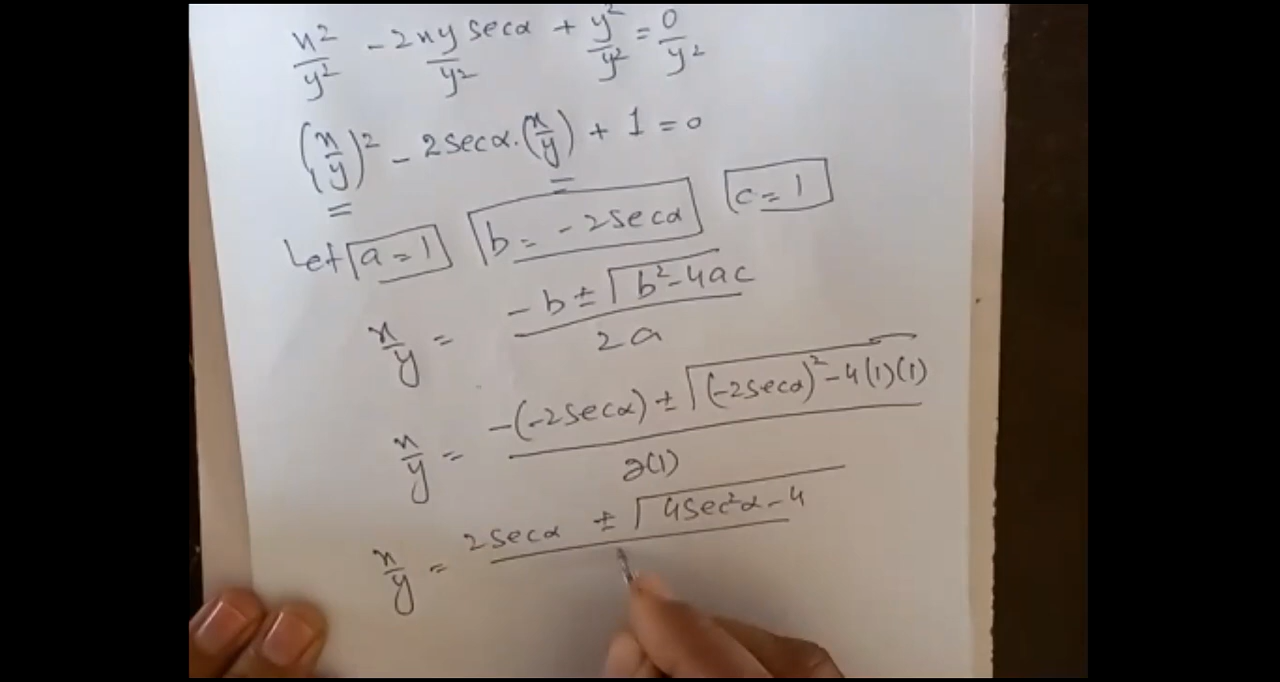 x²/y² - 2xy secα/y² + y²/y² = 0/y²
(x/y)² - 2secα.(x/y) + 1 = 0
Let a = 1 b = -2secα c = 1
x/y = -b ± √b²-4ac / 2a
x/y = -(-2secα) ± √(-2secα)²-4(1)(1) / 2(1)
x/y = 2secα ± √4sec²α-4